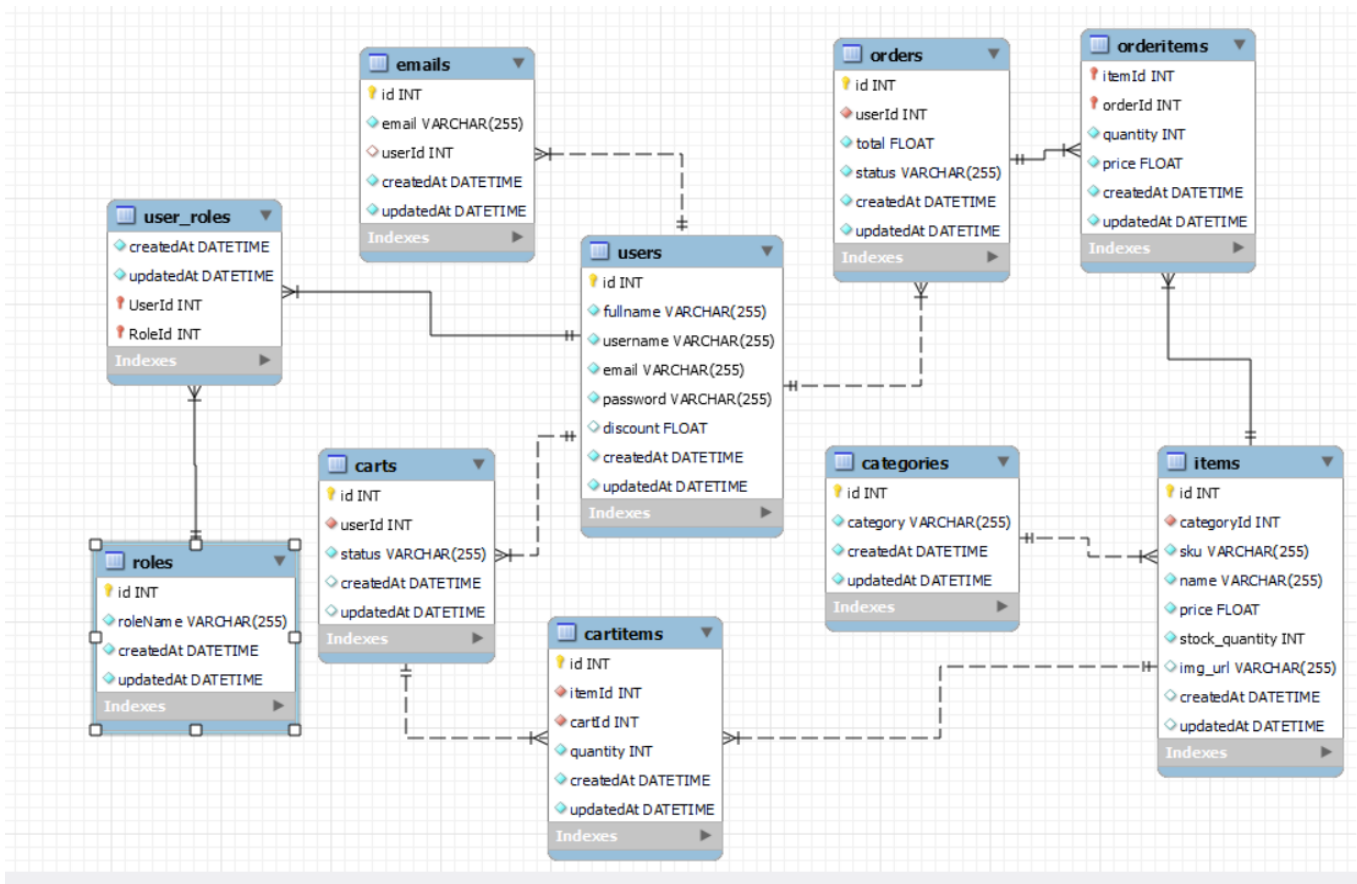 emails
id INT
email VARCHAR(255)
userId INT
createdAt DATETIME
updatedAt DATETIME
Indexes
orders
id INT
userId INT
total FLOAT
status VARCHAR(255)
createdAt DATETIME
updatedAt DATETIME
Indexes
orderitems
itemId INT
orderId INT
quantity INT
price FLOAT
createdAt DATETIME
updatedAt DATETIME
Indexes
user_roles
createdAt DATETIME
updatedAt DATETIME
UserId INT
RoleId INT
Indexes
users
id INT
fullname VARCHAR(255)
username VARCHAR(255)
email VARCHAR(255)
password VARCHAR(255)
discount FLOAT
createdAt DATETIME
updatedAt DATETIME
Indexes
carts
id INT
userId INT
status VARCHAR(255)
createdAt DATETIME
updatedAt DATETIME
Indexes
categories
id INT
category VARCHAR(255)
createdAt DATETIME
updatedAt DATETIME
Indexes
items
id INT
categoryId INT
sku VARCHAR(255)
name VARCHAR(255)
price FLOAT
stock_quantity INT
img_url VARCHAR(255)
createdAt DATETIME
updatedAt DATETIME
Indexes
roles
id INT
roleName VARCHAR(255)
createdAt DATETIME
updatedAt DATETIME
Indexes
cartitems
id INT
itemId INT
cartId INT
quantity INT
createdAt DATETIME
updatedAt DATETIME
Indexes